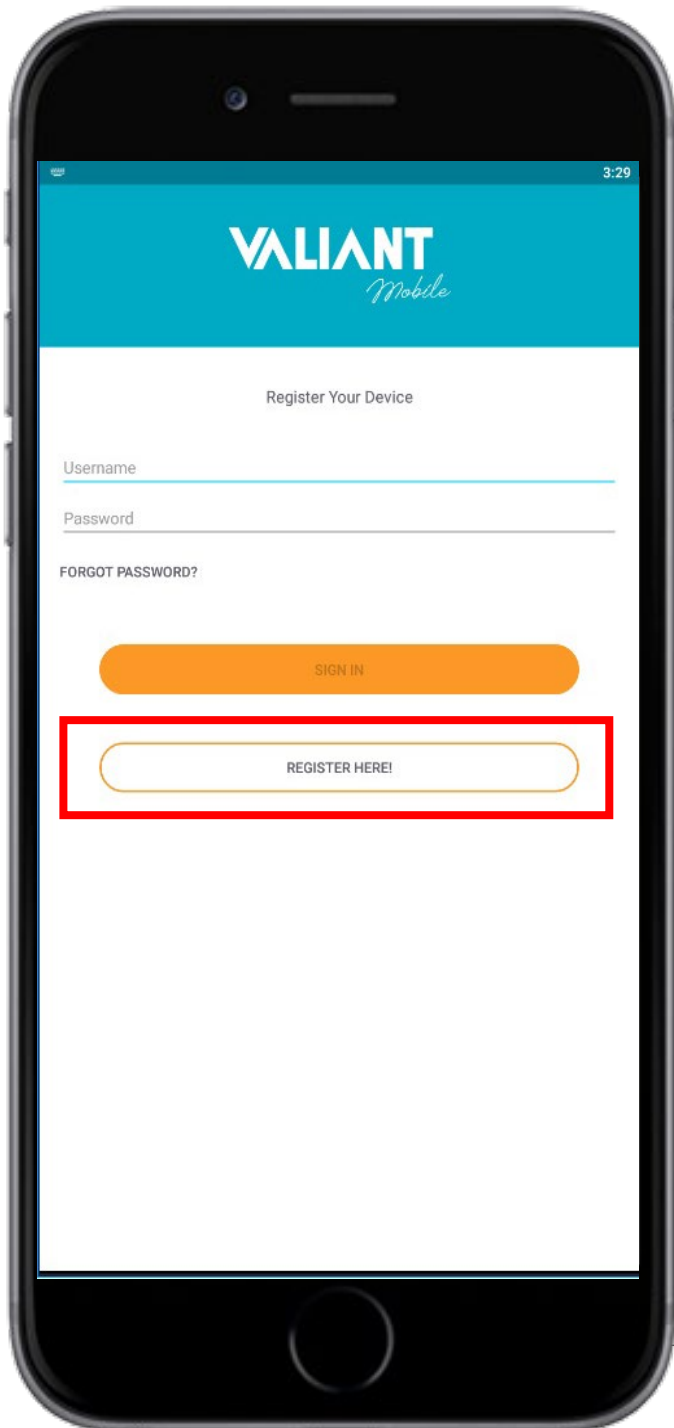 3:29
VALIANT
Mobile
Register Your Device
Username
Password
FORGOT PASSWORD?
SIGN IN
REGISTER HERE!